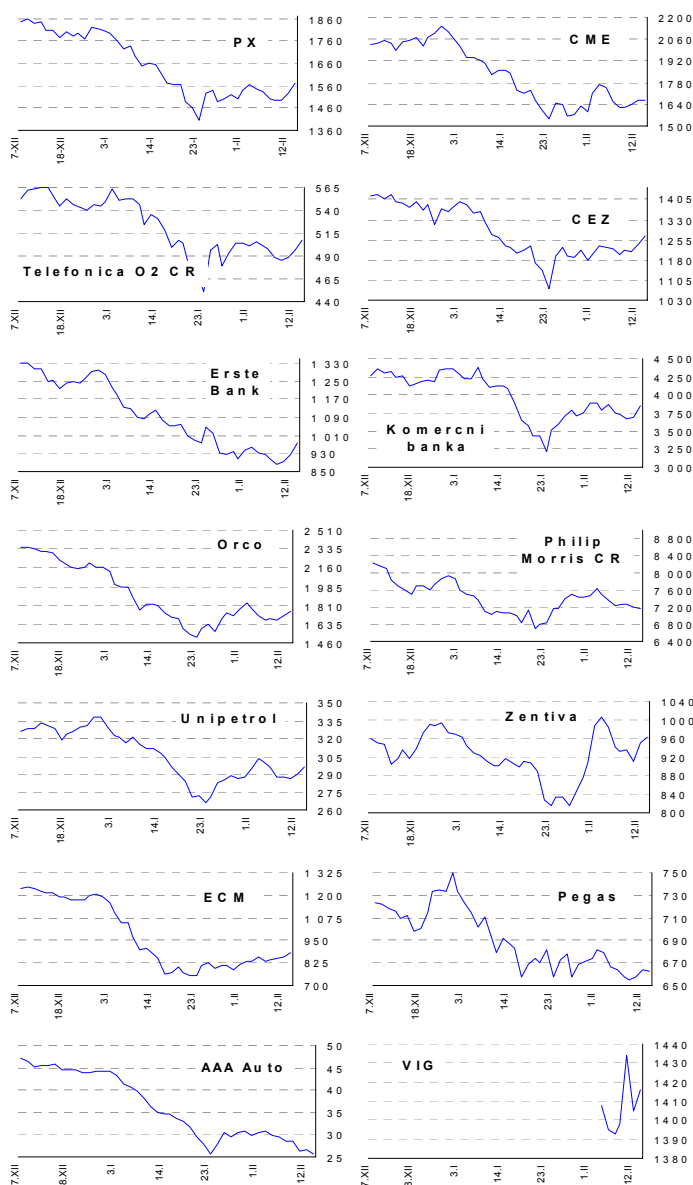 PX
1860
1760
1660
1560
1460
1360
7-XII
18-XII
3-I
14-I
23-I
1-II
12-II
CME
2200
2060
1920
1780
1640
1500
7.XII
18.XII
3.I
14.I
23.I
1.II
12.II
Telefonica O2 CR
565
540
515
490
465
440
7.XII
18.XII
3.I
14.I
23.I
1.II
12.II
CEZ
1405
1330
1255
1180
1105
1030
7.XII
18.XII
3.I
14.I
23.I
1.II
12.II
Erste
Bank
1 330
1 250
1 170
1 090
1 010
930
850
7.XII
18.XII
3.I
14.I
23.I
1.II
12.II
Komercni
banka
4 500
4 250
4 000
3 750
3 500
3 250
3 000
7.XII
18.XII
3.I
14.I
23.I
1.II
12.II
Orco
2 510
2 335
2 160
1 985
1 810
1 635
1 460
7.XII
18.XII
3.I
14.I
23.I
1.II
12.II
Philip
Morris CR
8 800
8 400
8 000
7 600
7 200
6 800
6 400
7.XII
18.XII
3.I
14.I
23.I
1.II
12.II
Unipetrol
350
335
320
305
290
275
260
7.XII
18.XII
3.I
14.I
23.I
1.II
12.II
Zentiva
1040
1000
960
920
880
840
800
7.XII
18.XII
3.I
14.I
23.I
1.II
12.II
ECM
1 325
1 200
1 075
950
825
700
7.XII
18.XII
3.I
14.I
23.I
1.II
12.II
Pegas
750
730
710
690
670
650
7.XII
18.XII
3.I
14.I
23.I
1.II
12.II
AAA Auto
50
45
40
35
30
25
7.XII
8.XII
3.I
14.I
23.I
1.II
12.II
VIG
1440
1430
1420
1410
1400
1390
1380
7.XII
3.XII
3.I
14.I
23.I
1.II
12.II